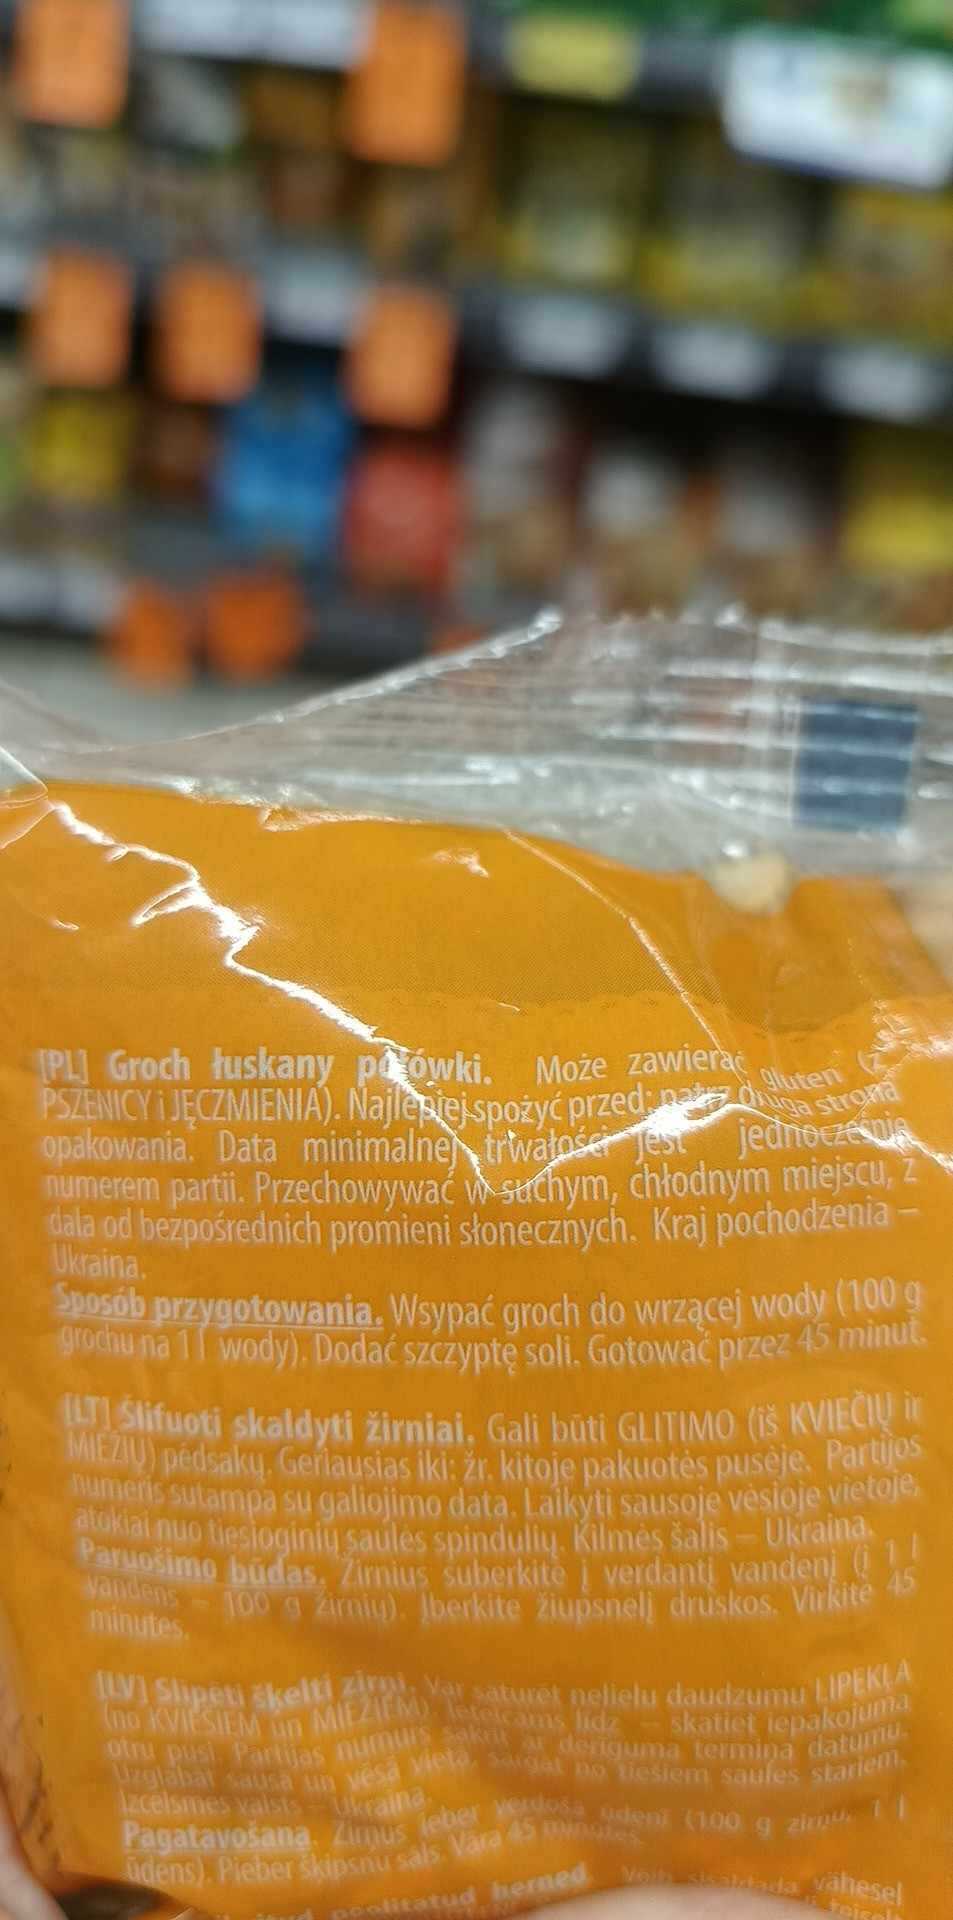 [PL] Groch łuskany połówki. Może zawierać gluten (z
PSZENICY i JĘCZMIENIA). Najlepiej spożyć przed: patrz druga strona
opakowania. Data minimalnej trwałości jest jednocześnie
numerem partii. Przechowywać w suchym, chłodnym miejscu, z
dala od bezpośrednich promieni słonecznych. Kraj pochodzenia –
Ukraina.
Sposób przygotowania. Wsypać groch do wrzącej wody (100 g
grochu na 1 l wody). Dodać szczyptę soli. Gotować przez 45 minut.
[LT] Šlifuoti skaldyti žirniai. Gali būti GLITIMO (iš KVIEČIŲ ir
MIEŽIŲ) pėdsakų. Geriausias iki: žr. kitoje pakuotės pusėje. Partijos
numeris sutampa su galiojimo data. Laikyti sausoje vėsioje vietoje,
atokiai nuo tiesioginių saulės spindulių. Kilmės šalis – Ukraina.
Paruošimo būdas. Žirnius suberkite į verdantį vandenį (į 1 l
vandens – 100 g žirnių). Įberkite žiupsnelį druskos. Virkite 45
minutes.
[LV] Slīpēti šķelti zirņi. Var saturēt nelielu daudzumu LIPEKĻA
(no KVIEŠIEM un MIEŽIEM). Ieteicams līdz – skatīet iepakojuma
otru pusi. Partijas numurs sakrīt ar derīguma termiņa datumu.
Uzglabāt sausā un vēsā vietā, sargāt no tiešiem saules stariem.
Izcelsmes valsts – Ukraina.
Pagatavošana. Zirņus ieber verdošā ūdenī (100 g zirņu, 1 l
ūdens). Pieber šķipsnu sāls. Vāra 45 minūtes.
poolitatud herned. Võib sisaldada vähesel